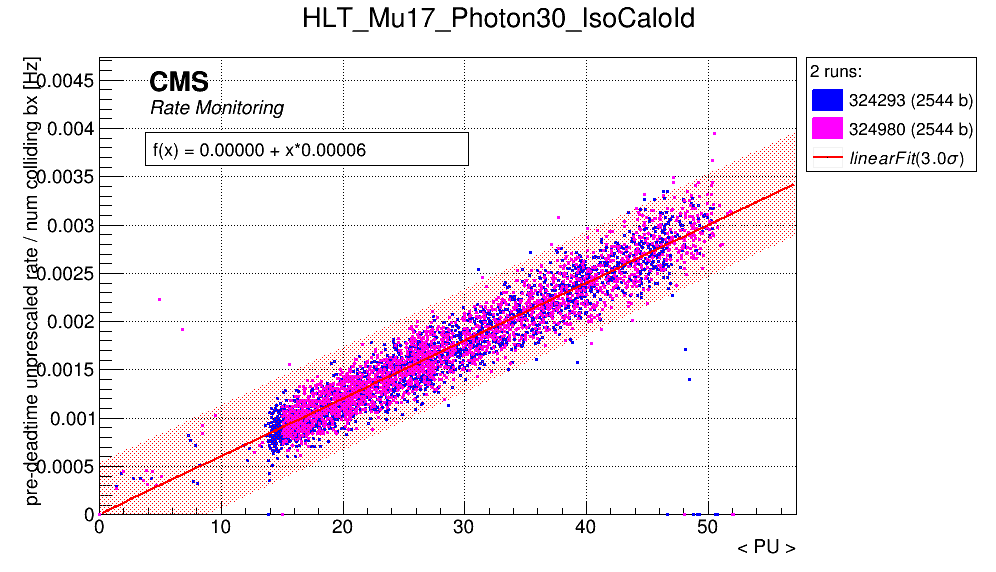 HLT_Mu17_Photon30_IsoCaloId
pre-deadtime unprescaled rate / num colliding bx [Hz]
0.0045
0.004
0.0035
0.003
0.0025
0.002
0.0015
0.001
0.0005
0
CMS
Rate Monitoring
f(x) = 0.00000 + x*0.00006
0 10 20 30 40 50
< PU >
2 runs:
324293 (2544 b)
324980 (2544 b)
linearFit(3.0σ)